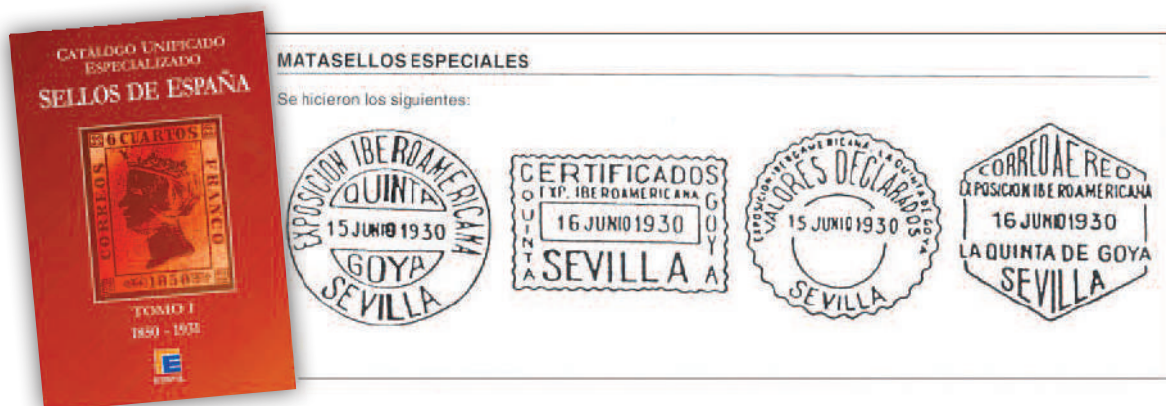 CATÁLOGO UNIFICADO
ESPECIALIZADO
SELLOS DE ESPAÑA
6 CUARTOS
CORREOS
FRANCO
1850
TOMO I
1850 - 1931
MATASELLOS ESPECIALES
Se hicieron los siguientes:
EXPOSICION IBEROAMERICANA
QUINTA
15 JUNIO 1930
GOYA
SEVILLA
CERTIFICADOS
EXP. IBEROAMERICANA
QUINTA
GOYA
16 JUNIO 1930
SEVILLA
EXPOSICION IBEROAMERICANA. LA QUINTA DE GOYA
VALORES DECLARADOS
15 JUNIO 1930
SEVILLA
CORREO AEREO
EXPOSICION IBEROAMERICANA
16 JUNIO 1930
LA QUINTA DE GOYA
SEVILLA